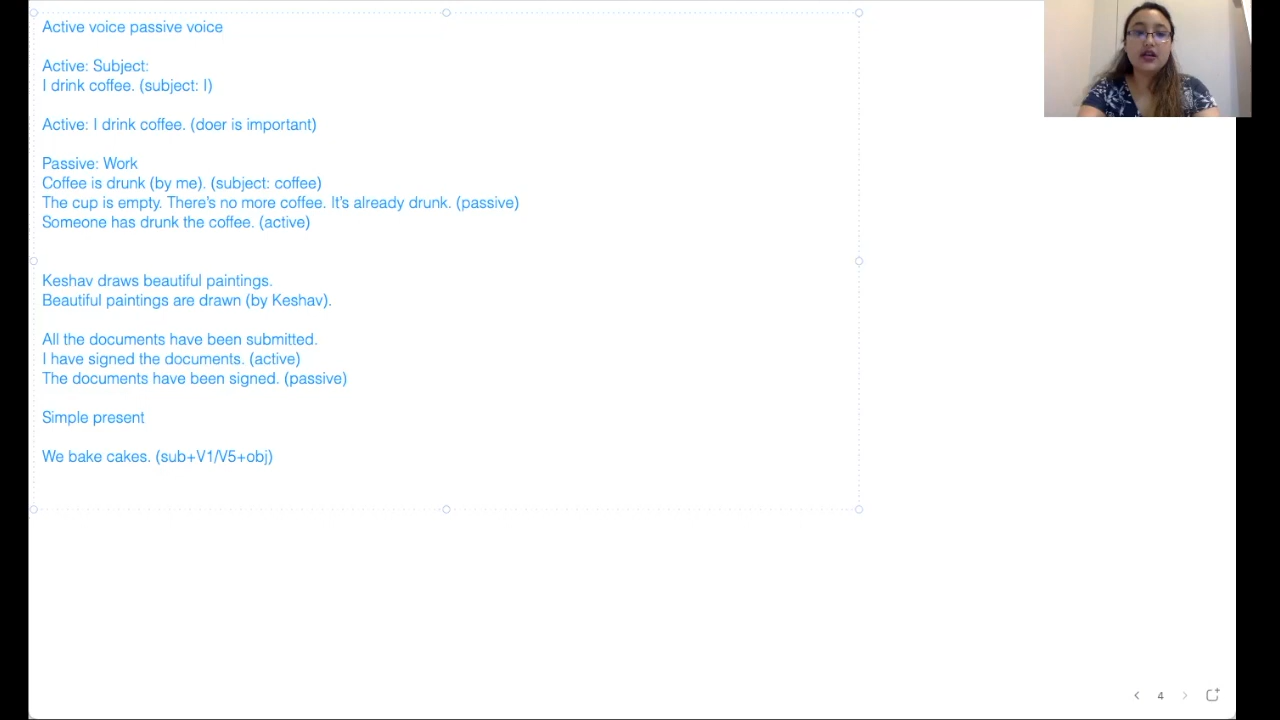 Active voice passive voice
Active: Subject:
I drink coffee. (subject: I)
Active: I drink coffee. (doer is important)
Passive: Work
Coffee is drunk (by me). (subject: coffee)
The cup is empty. There’s no more coffee. It’s already drunk. (passive)
Someone has drunk the coffee. (active)
Keshav draws beautiful paintings.
Beautiful paintings are drawn (by Keshav).
All the documents have been submitted.
I have signed the documents. (active)
The documents have been signed. (passive)
Simple present
We bake cakes. (sub+V1/V5+obj)
4